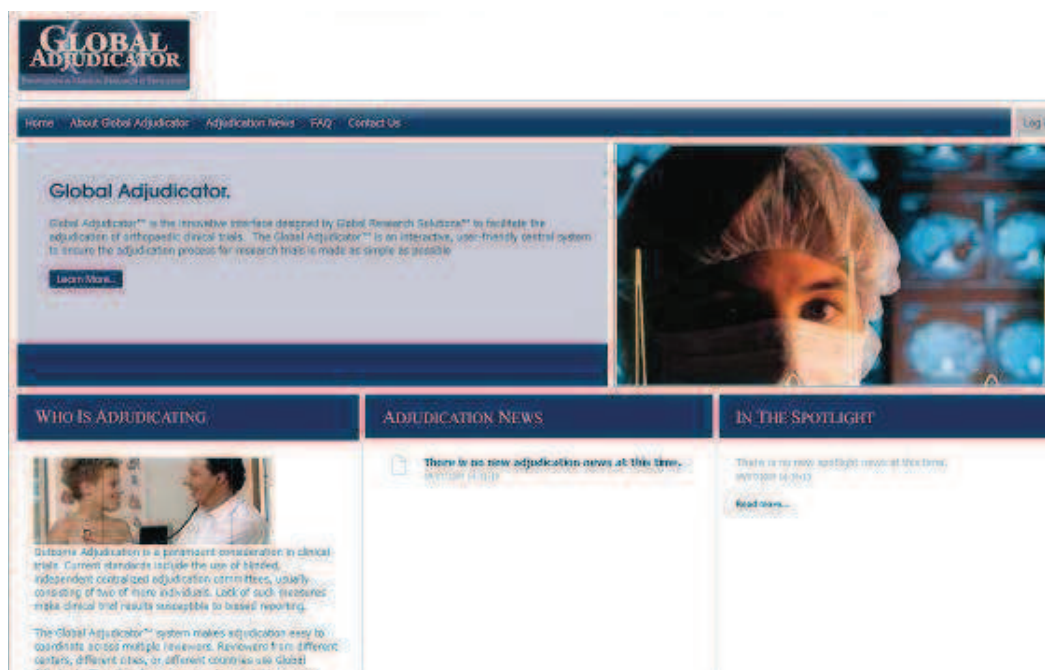 GLOBAL
ADJUDICATOR
Home About Global Adjudicator Adjudication News FAQ Contact Us
Log
Global Adjudicator.
Global Adjudicator™ is the innovative interface designed by Global Research Solutions™ to facilitate the
adjudication of orthopaedic clinical trials. The Global Adjudicator™ is an interactive, user-friendly central system
to ensure the adjudication process for research trials is made as simple as possible
Learn More...
WHO IS ADJUDICATING
ADJUDICATION NEWS
IN THE SPOTLIGHT
There is no new adjudication news at this time.
There is no new spotlight news at this time.
Read more...
Outcome Adjudication is a paramount consideration in clinical
trials. Current standards include the use of blinded,
independent centralized adjudication committees, usually
consisting of two of more individuals. Lack of such measures
make clinical trial results susceptible to biased reporting.
The Global Adjudicator™ system makes adjudication easy to
coordinate across multiple reviewers. Reviewers from different
centers, different cities, or different countries use Global